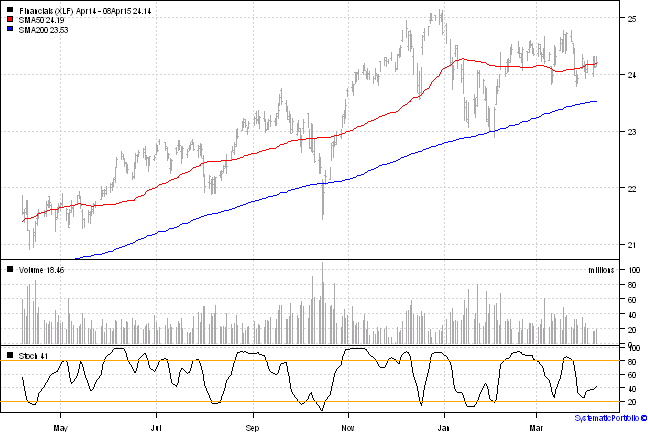 Financials (XLF) Apr14 - 08Apr15 24.14
SMA50 24.19
SMA200 23.53
25
24
23
22
21
Volume 18.46
millions
100
80
60
40
20
0
Stoch 41
100
80
60
40
20
May
Jul
Sep
Nov
Jan
Mar
SystematicPortfolio ©